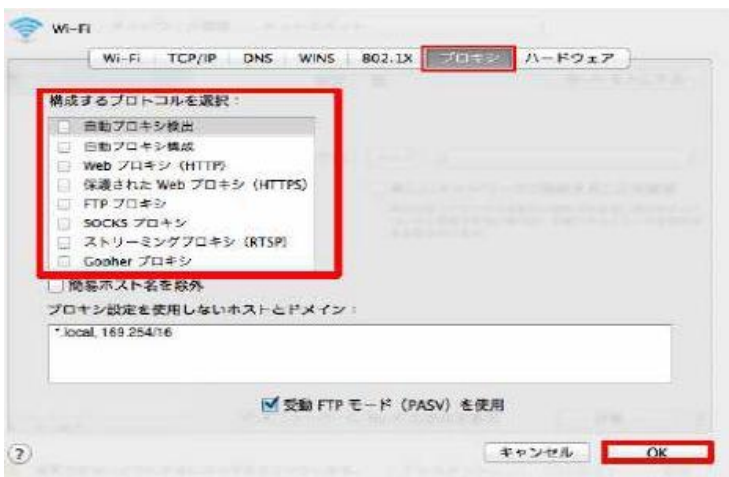 Wi-Fi
Wi-Fi TCP/IP DNS WINS 802.1X プロキシ ハードウェア
構成するプロトコルを選択：
自動プロキシ検出
自動プロキシ構成
Web プロキシ（HTTP）
保護された Web プロキシ（HTTPS）
FTP プロキシ
SOCKS プロキシ
ストリーミングプロキシ（RTSP）
Gopher プロキシ
簡易ホスト名を除外
プロキシ設定を使用しないホストとドメイン：
*.local, 169.254/16
受動 FTP モード（PASV）を使用
?
キャンセル OK